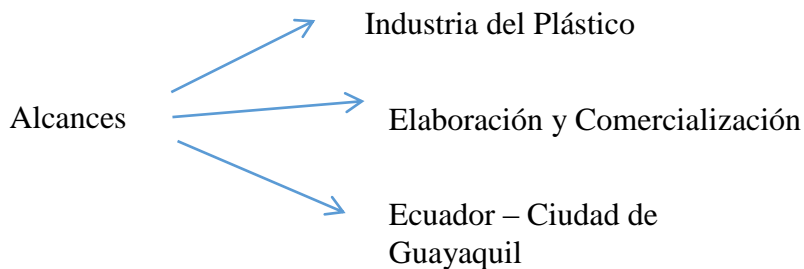 Industria del Plástico
Alcances
Elaboración y Comercialización
Ecuador – Ciudad de
Guayaquil